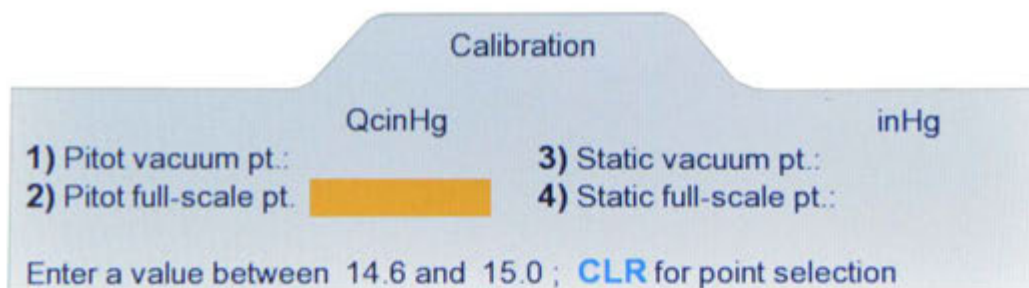 Calibration
QcinHg inHg
1) Pitot vacuum pt.: 3) Static vacuum pt.:
2) Pitot full-scale pt. 4) Static full-scale pt.:
Enter a value between 14.6 and 15.0 ; CLR for point selection